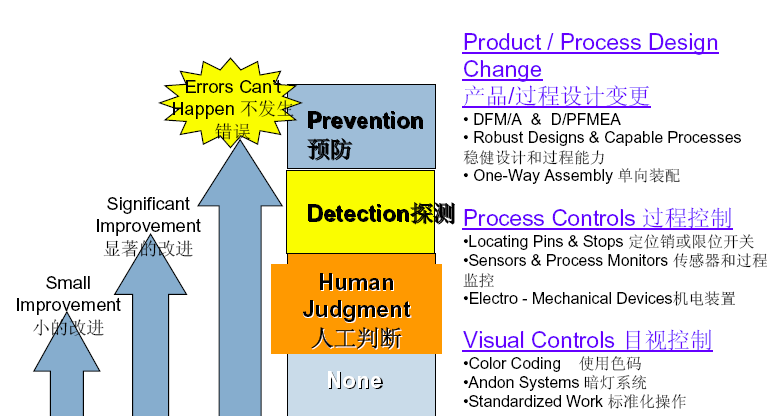 Errors Can't
Happen 不发生
错误
Significant
Improvement
显著的改进
Small
Improvement
小的改进
Prevention
预防
Detection探测
Human
Judgment
人工判断
None
Product / Process Design
Change
产品/过程设计变更
• DFM/A & D/PFMEA
• Robust Designs & Capable Processes
稳健设计和过程能力
• One-Way Assembly 单向装配
Process Controls 过程控制
•Locating Pins & Stops 定位销或限位开关
•Sensors & Process Monitors 传感器和过程
监控
•Electro - Mechanical Devices机电装置
Visual Controls 目视控制
•Color Coding 使用色码
•Andon Systems 暗灯系统
•Standardized Work 标准化操作